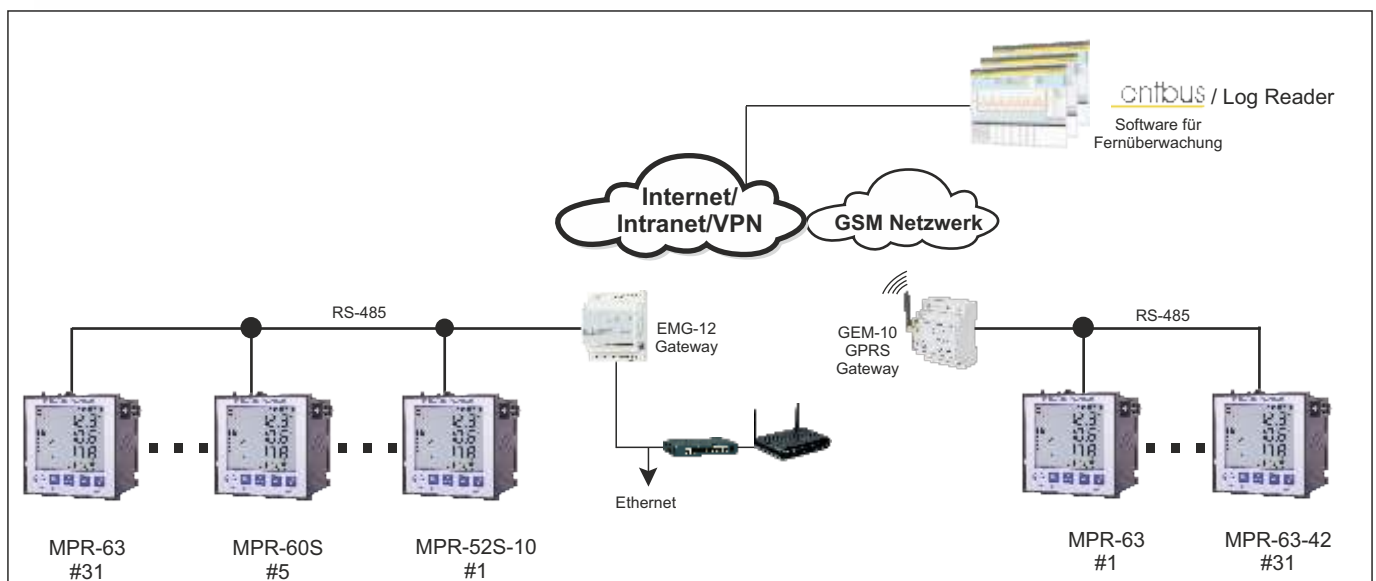 cntbus / Log Reader
Software für
Fernüberwachung
Internet/
Intranet/VPN
GSM Netzwerk
RS-485
EMG-12
Gateway
GEM-10
GPRS
Gateway
RS-485
Ethernet
MPR-63
#31
MPR-60S
#5
MPR-52S-10
#1
MPR-63
#1
MPR-63-42
#31